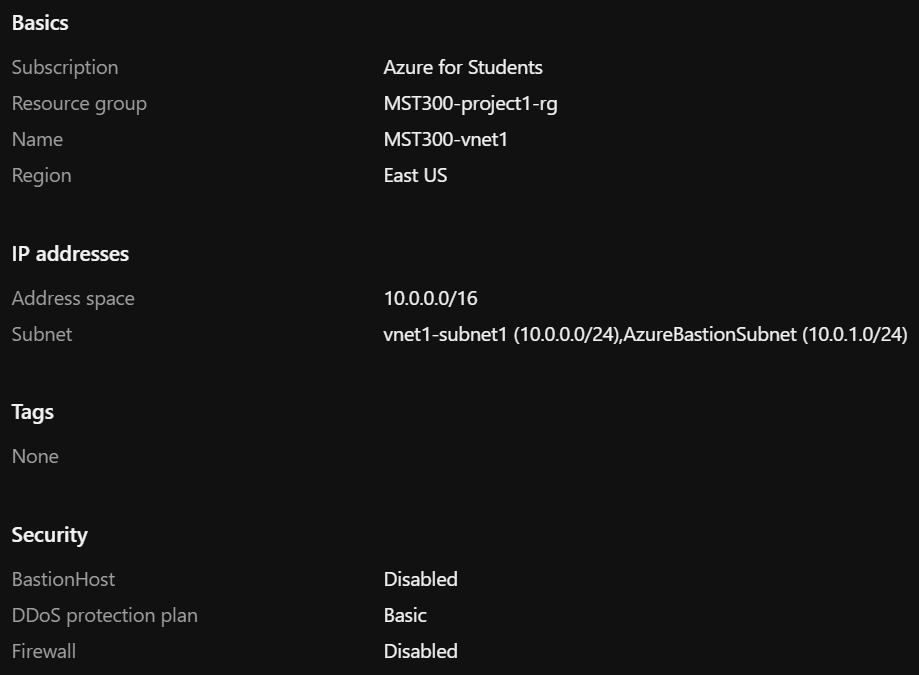 Basics
Subscription Azure for Students
Resource group MST300-project1-rg
Name MST300-vnet1
Region East US
IP addresses
Address space 10.0.0.0/16
Subnet vnet1-subnet1 (10.0.0.0/24),AzureBastionSubnet (10.0.1.0/24)
Tags
None
Security
BastionHost Disabled
DDoS protection plan Basic
Firewall Disabled